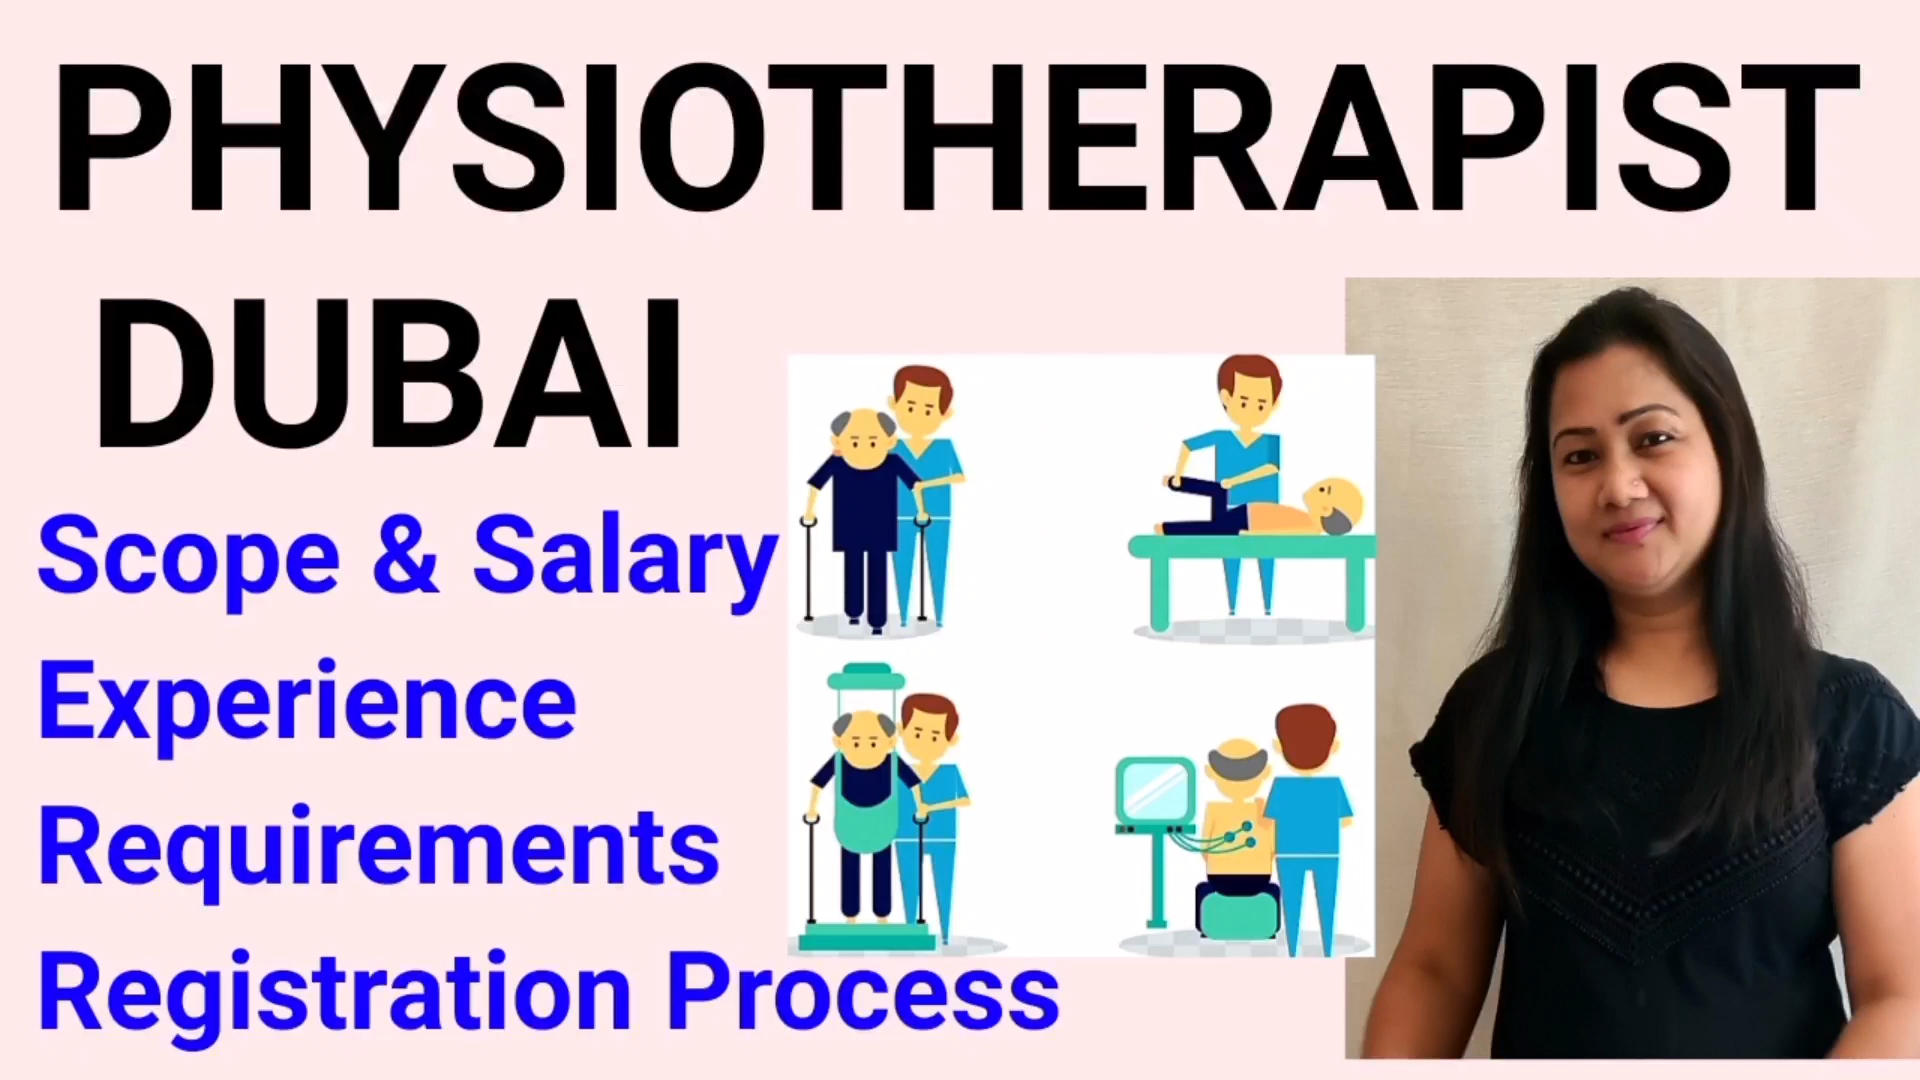 PHYSIOTHERAPIST
DUBAI
Scope & Salary
Experience
Requirements
Registration Process